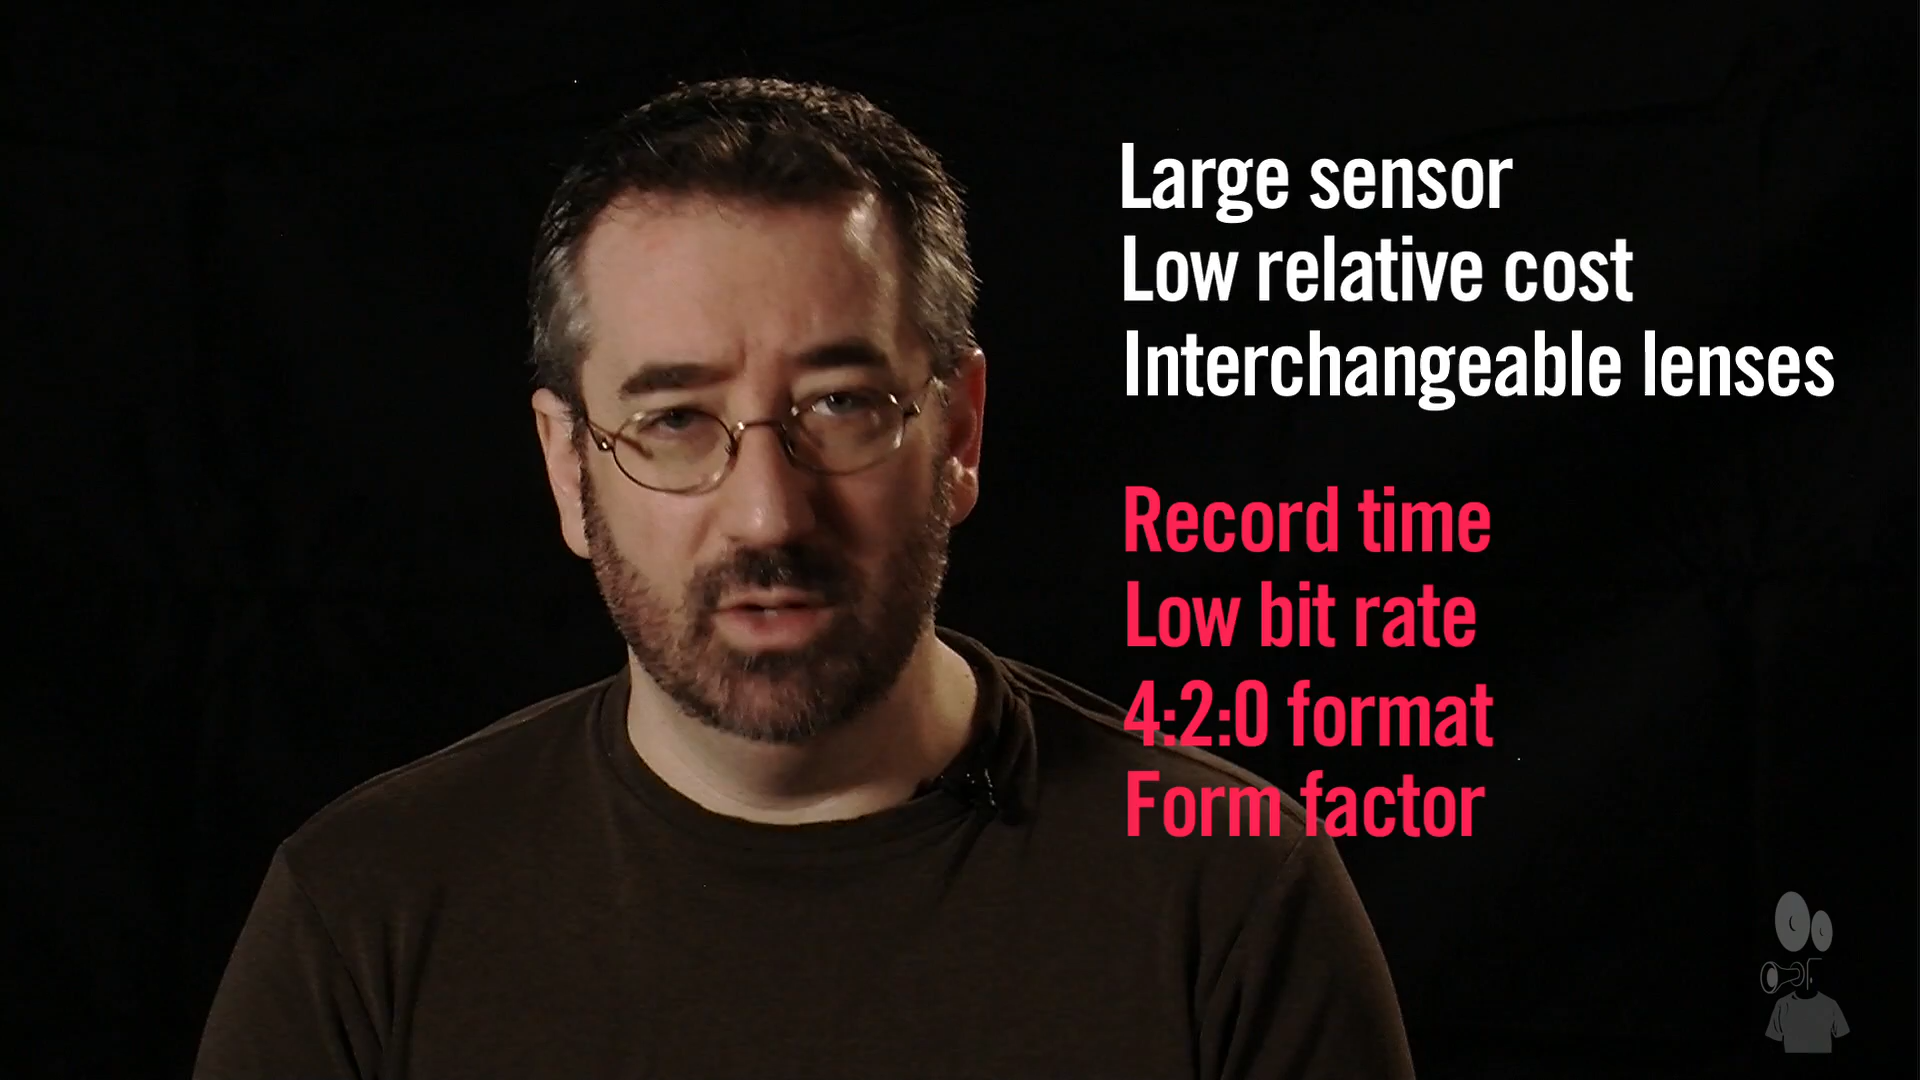 Large sensor
Low relative cost
Interchangeable lenses
Record time
Low bit rate
4:2:0 format
Form factor